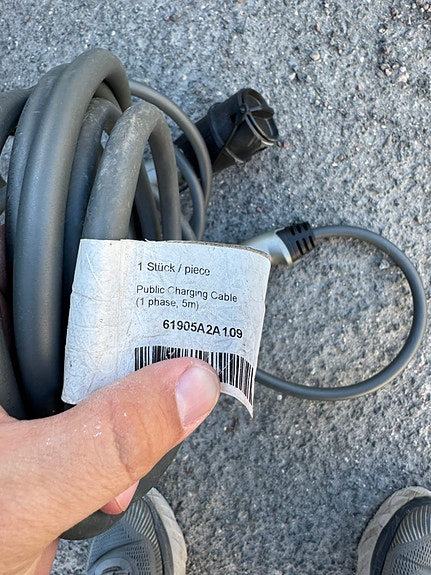 1 Stück / piece
Public Charging Cable
(1 phase, 5m)
61905A2A109